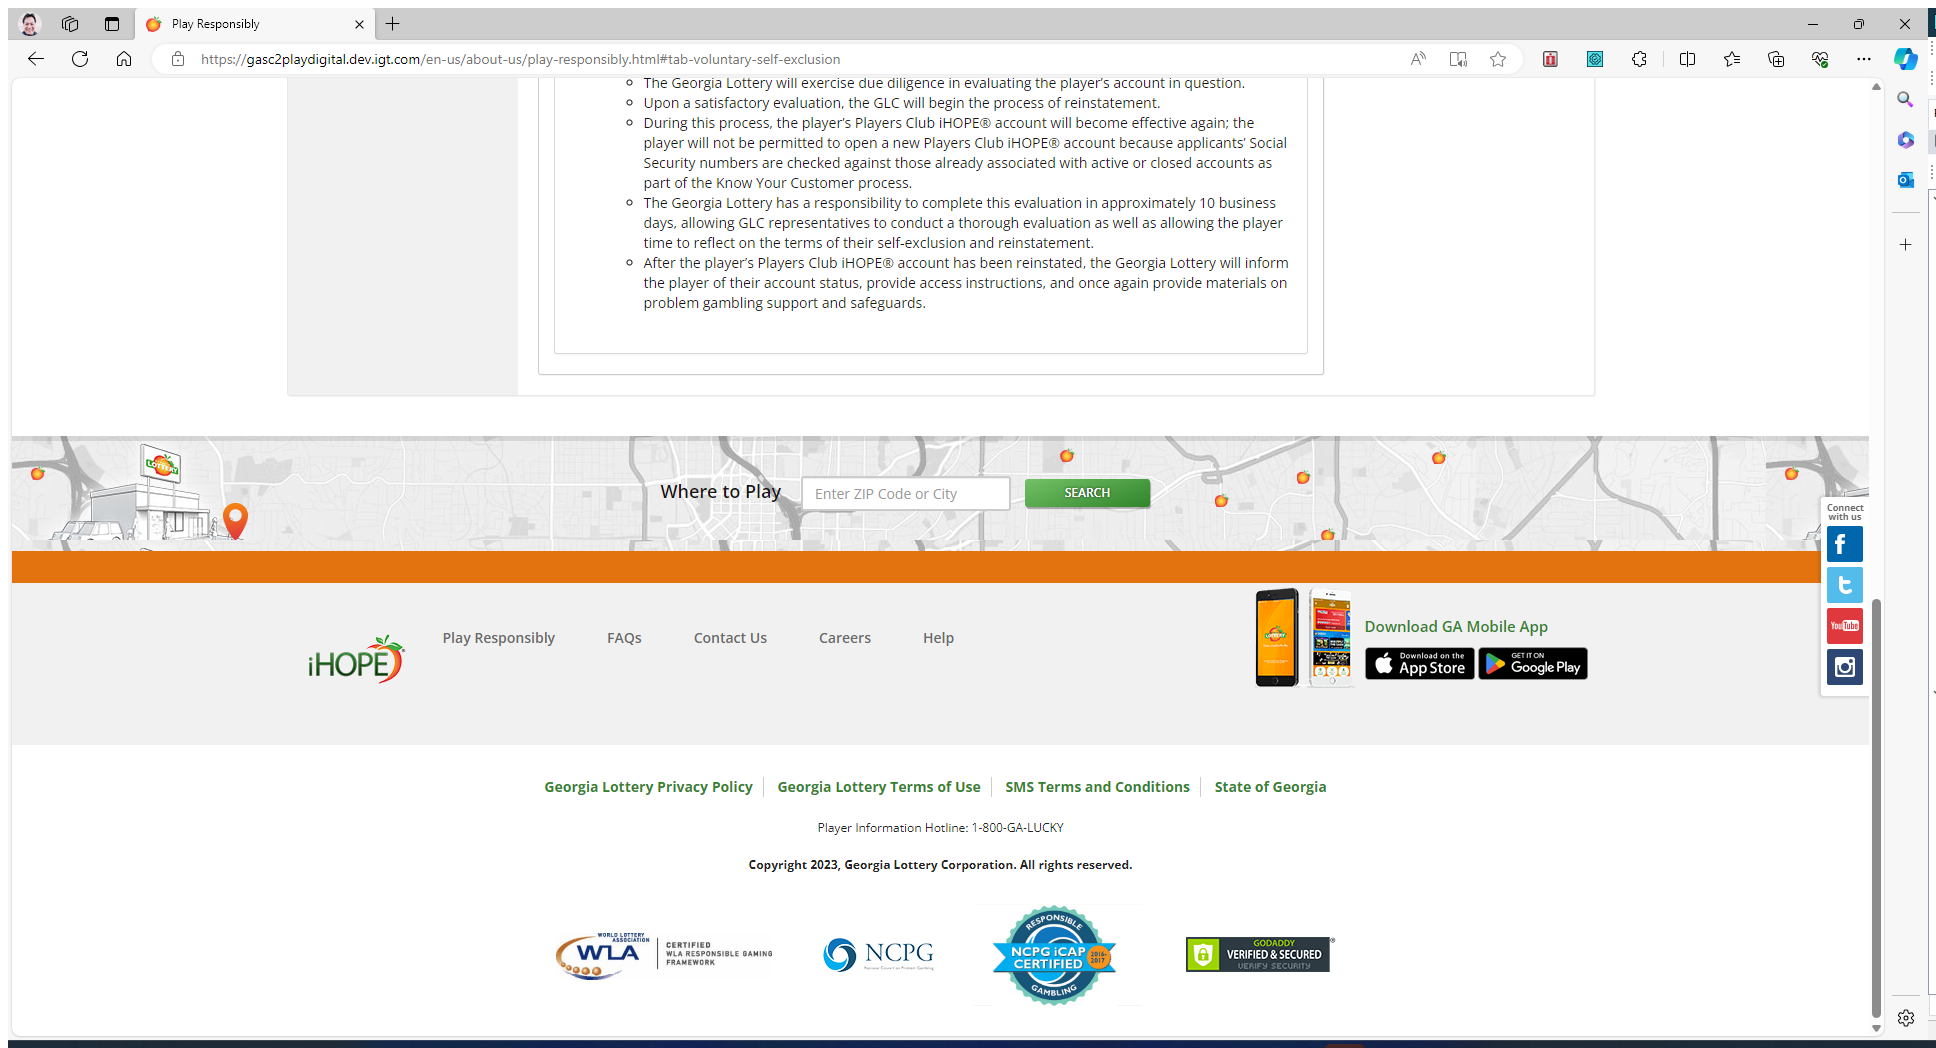 Play Responsibly
https://gasc2playdigital.dev.igt.com/en-us/about-us/play-responsibly.html#tab-voluntary-self-exclusion
The Georgia Lottery will exercise due diligence in evaluating the player's account in question.
Upon a satisfactory evaluation, the GLC will begin the process of reinstatement.
During this process, the player's Players Club iHOPE® account will become effective again; the
player will not be permitted to open a new Players Club iHOPE® account because applicants' Social
Security numbers are checked against those already associated with active or closed accounts as
part of the Know Your Customer process.
The Georgia Lottery has a responsibility to complete this evaluation in approximately 10 business
days, allowing GLC representatives to conduct a thorough evaluation as well as allowing the player
time to reflect on the terms of their self-exclusion and reinstatement.
After the player's Players Club iHOPE® account has been reinstated, the Georgia Lottery will inform
the player of their account status, provide access instructions, and once again provide materials on
problem gambling support and safeguards.
LOTTERY
Where to Play
Enter ZIP Code or City
SEARCH
Connect
with us
You Tube
iHOPE
Play Responsibly
FAQs
Contact Us
Careers
Help
LOTTERY
Download GA Mobile App
Download on the
App Store
GET IT ON
Google Play
Georgia Lottery Privacy Policy
Georgia Lottery Terms of Use
SMS Terms and Conditions
State of Georgia
Player Information Hotline: 1-800-GA-LUCKY
Copyright 2023, Georgia Lottery Corporation. All rights reserved.
WORLD LOTTERY
ASSOCIATION
WLA
CERTIFIED
WLA RESPONSIBLE GAMING
FRAMEWORK
NCPG
National Council on Problem Gambling
RESPONSIBLE
NCPG iCAP
CERTIFIED
2016-
2017
GAMBLING
GODADDY
VERIFIED & SECURED
VERIFY SECURITY